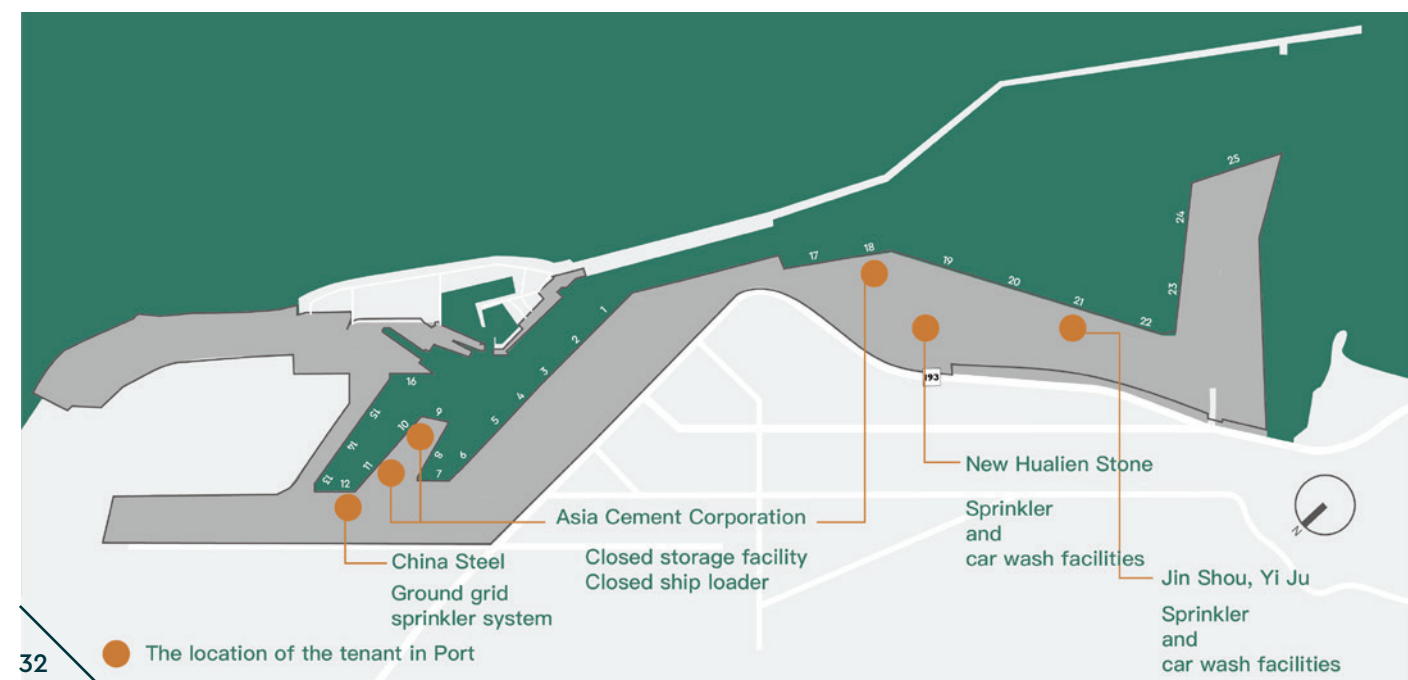 25
24
18
17
19
20
23
21
1
22
2
3
193
16
4
15
9
5
10
14
8
6
11
7
13
12
New Hualien Stone
Sprinkler
and
car wash facilities
Asia Cement Corporation
Closed storage facility
Closed ship loader
N
China Steel
Ground grid
sprinkler system
Jin Shou, Yi Ju
Sprinkler
and
car wash facilities
The location of the tenant in Port
32